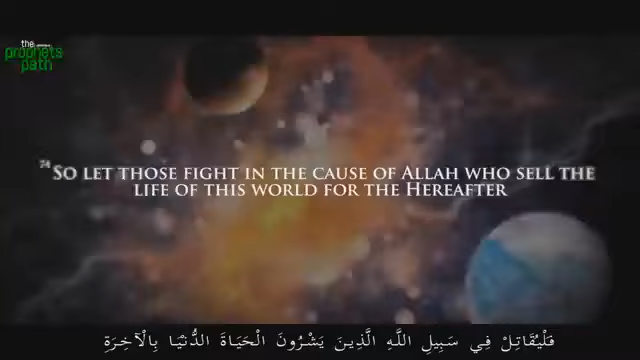 the
prophets
path
74 SO LET THOSE FIGHT IN THE CAUSE OF ALLAH WHO SELL THE
LIFE OF THIS WORLD FOR THE HEREAFTER
فَلْيُقَاتِلْ فِي سَبِيلِ اللَّهِ الَّذِينَ يَشْرُونَ الْحَيَاةَ الدُّنْيَا بِالْآخِرَةِ